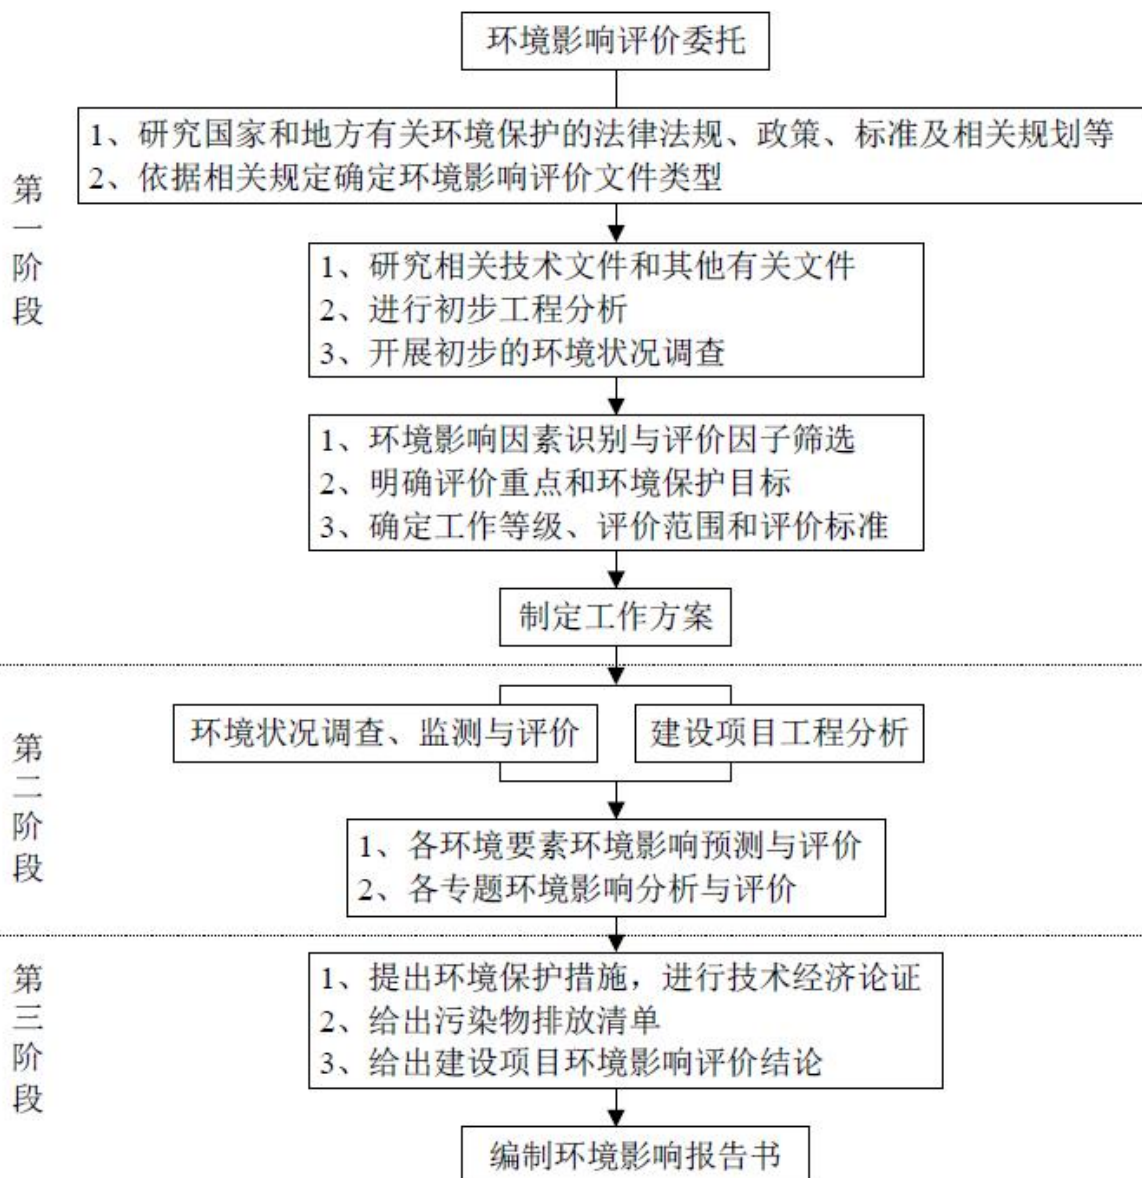 环境影响评价委托
1、研究国家和地方有关环境保护的法律法规、政策、标准及相关规划等
2、依据相关规定确定环境影响评价文件类型
第一阶段
1、研究相关技术文件和其他有关文件
2、进行初步工程分析
3、开展初步的环境状况调查
1、环境影响因素识别与评价因子筛选
2、明确评价重点和环境保护目标
3、确定工作等级、评价范围和评价标准
制定工作方案
第二阶段
环境状况调查、监测与评价
建设项目工程分析
1、各环境要素环境影响预测与评价
2、各专题环境影响分析与评价
第三阶段
1、提出环境保护措施，进行技术经济论证
2、给出污染物排放清单
3、给出建设项目环境影响评价结论
编制环境影响报告书